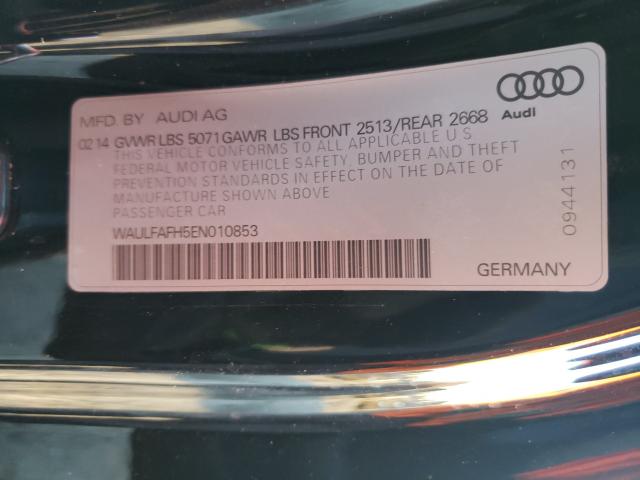 MFD. BY AUDI AG
Audi
02 14 GVWR LBS 5071 GAWR LBS FRONT 2513/REAR 2668
THIS VEHICLE CONFORMS TO ALL APPLICABLE U S
FEDERAL MOTOR VEHICLE SAFETY, BUMPER AND THEFT
PREVENTION STANDARDS IN EFFECT ON THE DATE OF
MANUFACTURE SHOWN ABOVE
PASSENGER CAR
0944131
WAULFAFH5EN010853
GERMANY